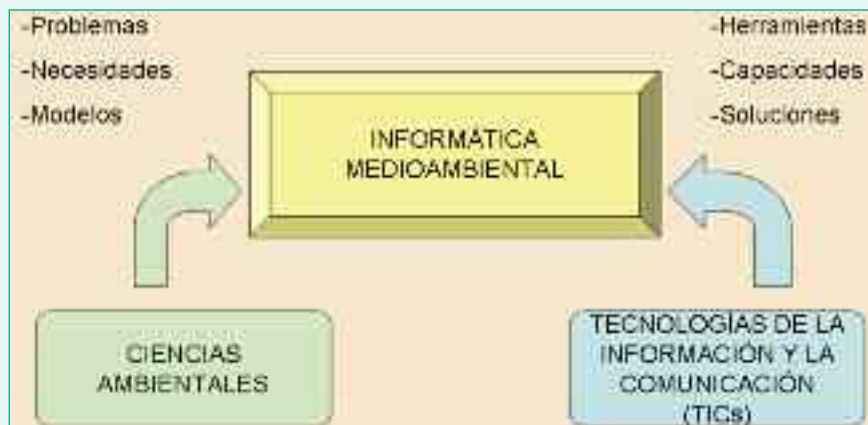 -Problemas
-Necesidades
-Modelos
-Herramientas
-Capacidades
-Soluciones
INFORMÁTICA
MEDIOAMBIENTAL
CIENCIAS
AMBIENTALES
TECNOLOGÍAS DE LA
INFORMACIÓN Y LA
COMUNICACIÓN
(TICs)